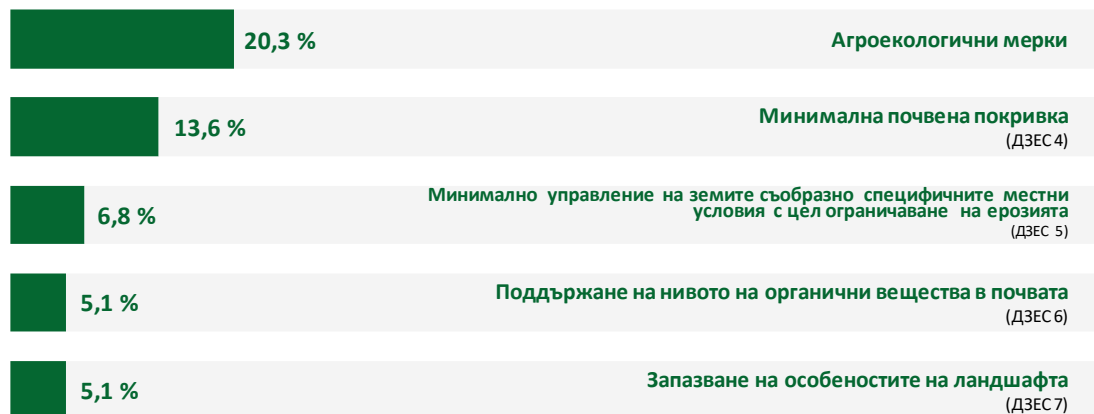 20,3 % Агроекологични мерки
13,6 % Минимална почвена покривка
(ДЗЕС 4)
6,8 % Минимално управление на земите съобразно специфичните местни
условия с цел ограничаване на ерозията
(ДЗЕС 5)
5,1 % Поддържане на нивото на органични вещества в почвата
(ДЗЕС 6)
5,1 % Запазване на особеностите на ландшафта
(ДЗЕС 7)